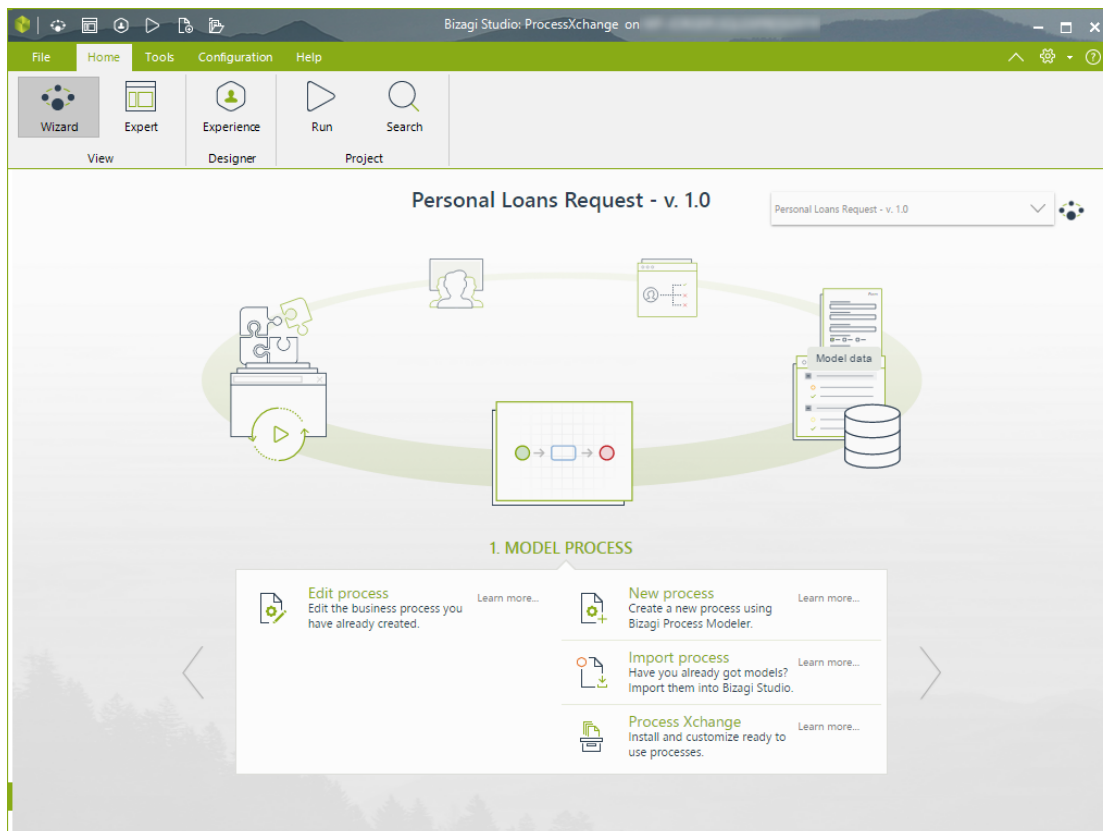 Bizagi Studio: ProcessXchange on
File Home Tools Configuration Help
Wizard Expert Experience Run Search
View Designer Project
Personal Loans Request - v. 1.0
Personal Loans Request - v. 1.0
Model data
1. MODEL PROCESS
Edit process
Learn more...
Edit the business process you
have already created.
New process
Learn more...
Create a new process using
Bizagi Process Modeler.
Import process
Learn more...
Have you already got models?
Import them into Bizagi Studio.
Process Xchange
Learn more...
Install and customize ready to
use processes.